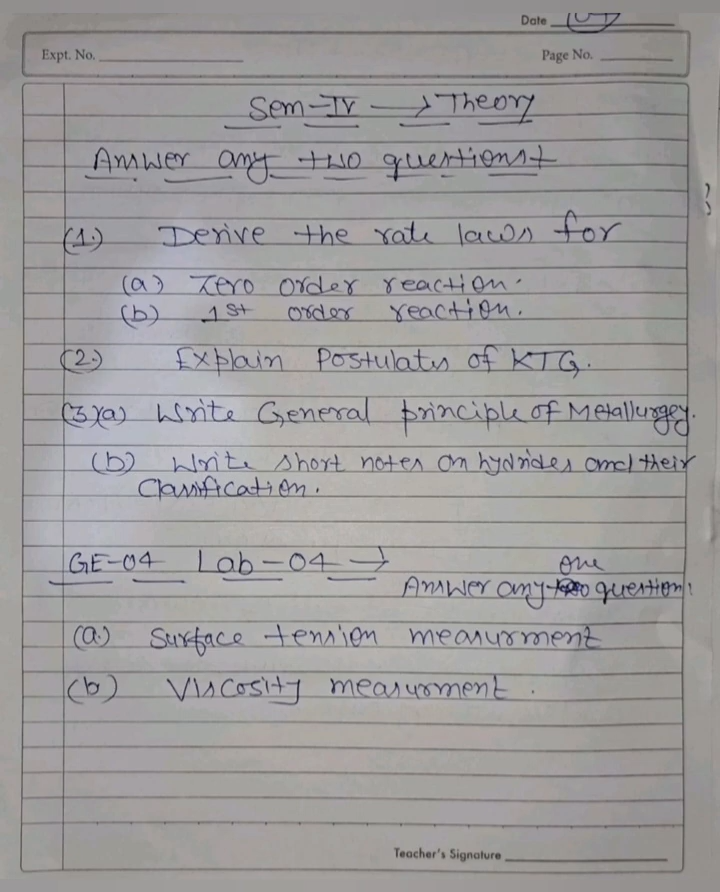 Date
Expt. No.
Page No.
Sem-IV → Theory
Answer any two questions
(1.) Derive the rate laws for
(a) Zero order reaction.
(b) 1st order reaction.
(2.) Explain Postulates of KTG.
(3)(a) Write General principle of Metallurgey.
(b) Write short notes on hydrides and their
Classification.
GE-04 Lab-04 →
one
Answer any question:
(a) Surface tension measurment
(b) Viscosity measurment.
Teacher's Signature